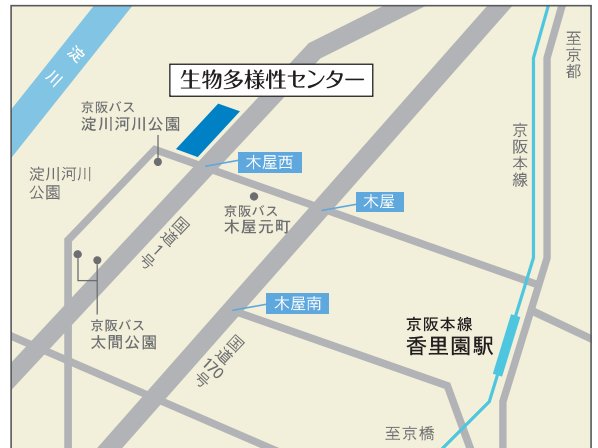 淀川
生物多様性センター
至京都
京阪バス
淀川河川公園
京阪本線
木屋西
淀川河川
公園
木屋
京阪バス
木屋元町
国道1号
木屋南
京阪バス
太間公園
京阪本線
香里園駅
国道170号
至京橋